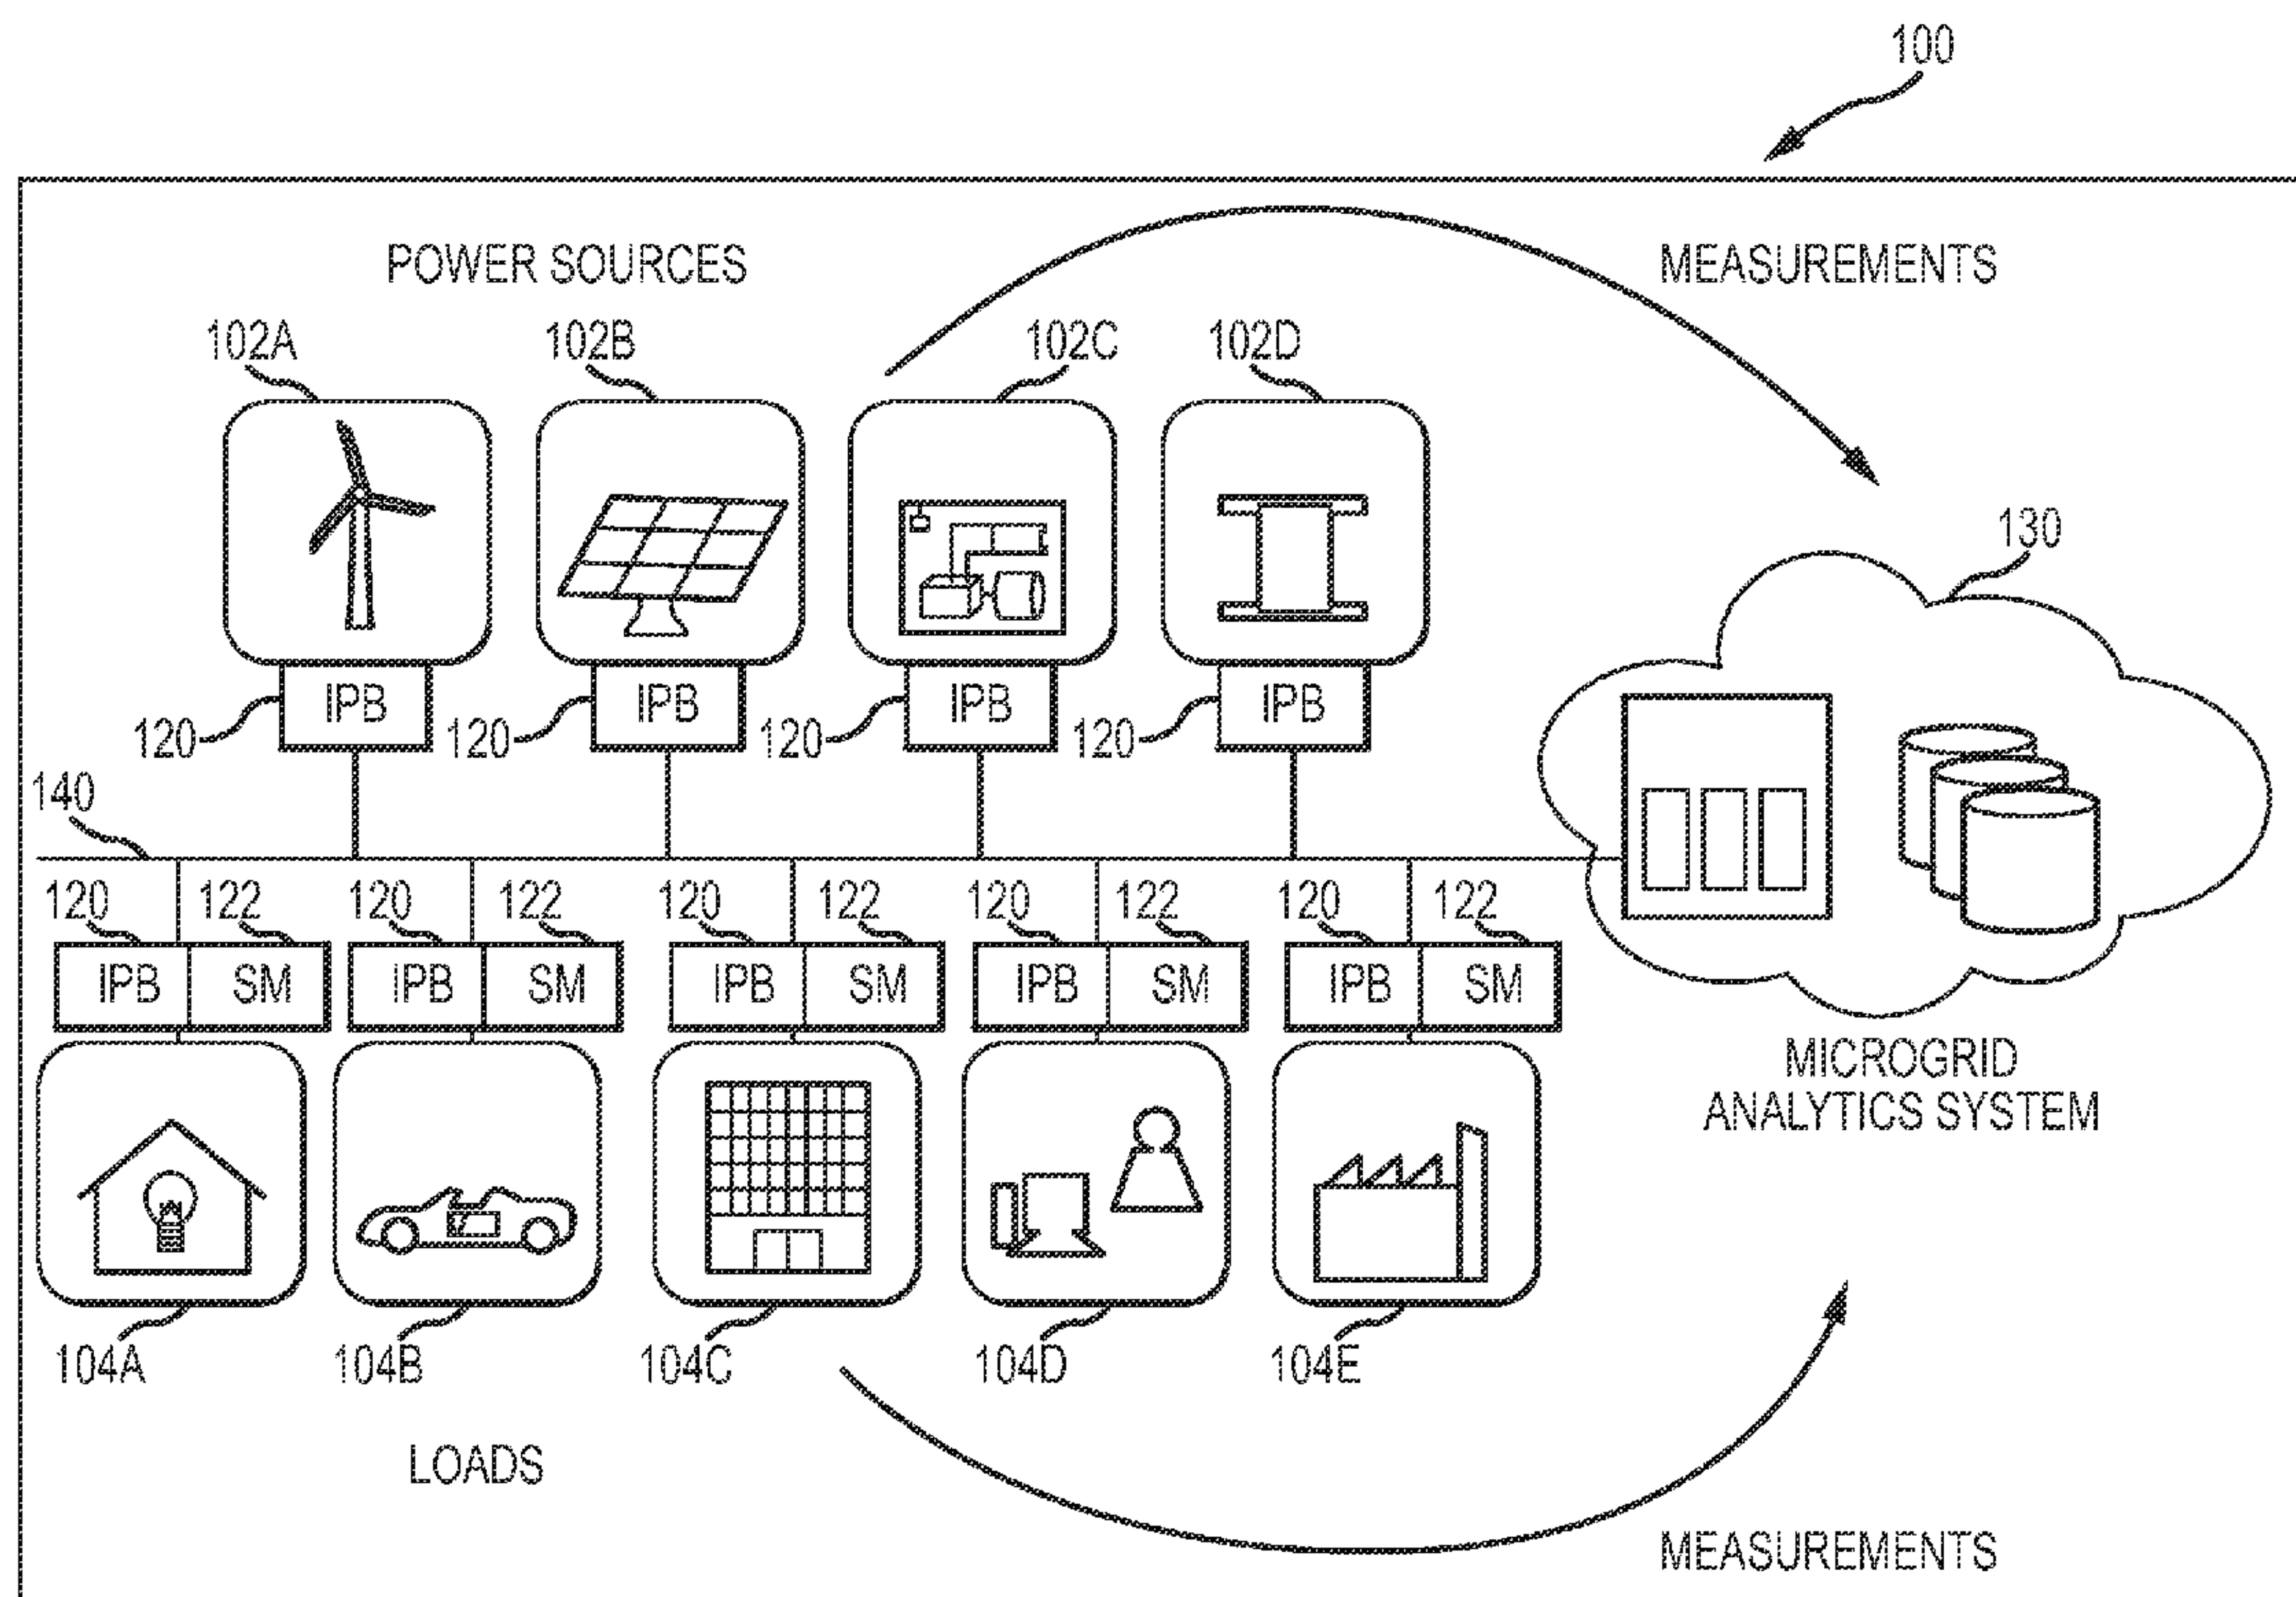 100
POWER SOURCES
MEASUREMENTS
102A
102B
102C
102D
130
IPB
IPB
IPB
IPB
120
120
120
120
140
120
122
120
122
120
122
120
122
120
122
IPB
SM
IPB
SM
IPB
SM
IPB
SM
IPB
SM
MICROGRID
ANALYTICS SYSTEM
104A
104B
104C
104D
104E
LOADS
MEASUREMENTS